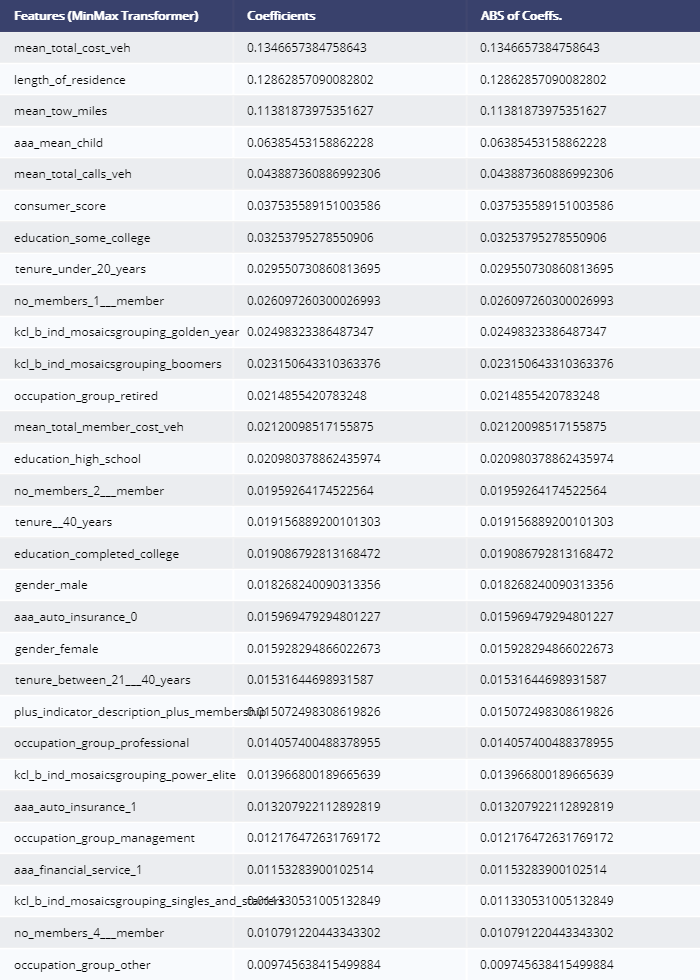 Features (MinMax Transformer) Coefficients ABS of Coeffs.
mean_total_cost_veh 0.1346657384758643 0.1346657384758643
length_of_residence 0.12862857090082802 0.12862857090082802
mean_tow_miles 0.11381873975351627 0.11381873975351627
aaa_mean_child 0.06385453158862228 0.06385453158862228
mean_total_calls_veh 0.043887360886992306 0.043887360886992306
consumer_score 0.037535589151003586 0.037535589151003586
education_some_college 0.03253795278550906 0.03253795278550906
tenure_under_20_years 0.029550730860813695 0.029550730860813695
no_members_1___member 0.026097260300026993 0.026097260300026993
kcl_b_ind_mosaicsgrouping_golden_year 0.02498323386487347 0.02498323386487347
kcl_b_ind_mosaicsgrouping_boomers 0.023150643310363376 0.023150643310363376
occupation_group_retired 0.0214855420783248 0.0214855420783248
mean_total_member_cost_veh 0.02120098517155875 0.02120098517155875
education_high_school 0.020980378862435974 0.020980378862435974
no_members_2___member 0.01959264174522564 0.01959264174522564
tenure__40_years 0.019156889200101303 0.019156889200101303
education_completed_college 0.019086792813168472 0.019086792813168472
gender_male 0.018268240090313356 0.018268240090313356
aaa_auto_insurance_0 0.015969479294801227 0.015969479294801227
gender_female 0.015928294866022673 0.015928294866022673
tenure_between_21___40_years 0.01531644698931587 0.01531644698931587
plus_indicator_description_plus_membership 0.015072498308619826 0.015072498308619826
occupation_group_professional 0.014057400488378955 0.014057400488378955
kcl_b_ind_mosaicsgrouping_power_elite 0.013966800189665639 0.013966800189665639
aaa_auto_insurance_1 0.013207922112892819 0.013207922112892819
occupation_group_management 0.012176472631769172 0.012176472631769172
aaa_financial_service_1 0.01153283900102514 0.01153283900102514
kcl_b_ind_mosaicsgrouping_singles_and_starters 0.011330531005132849 0.011330531005132849
no_members_4___member 0.010791220443343302 0.010791220443343302
occupation_group_other 0.009745638415499884 0.009745638415499884